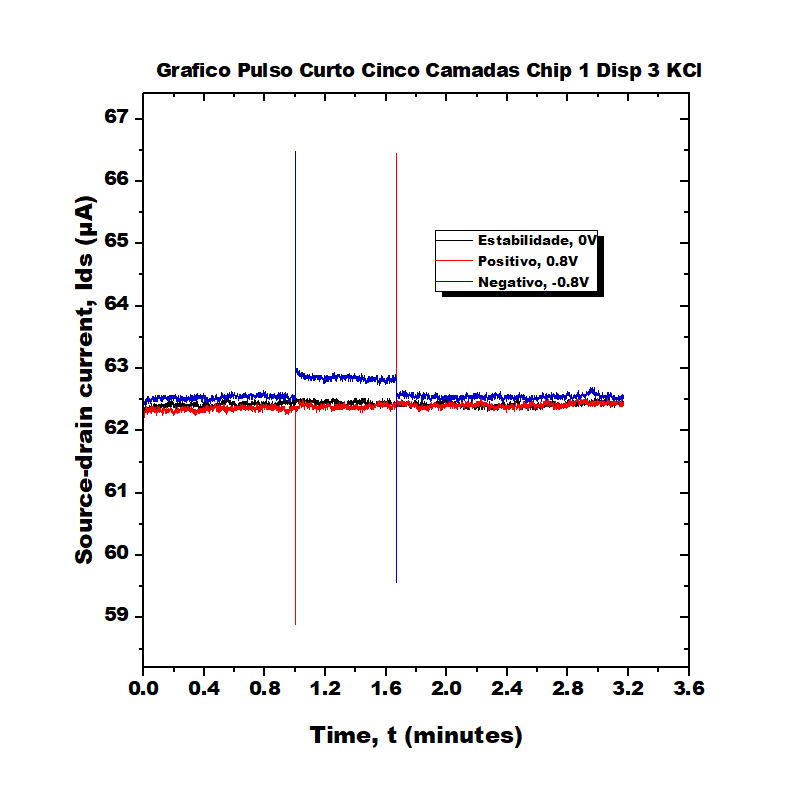 Grafico Pulso Curto Cinco Camadas Chip 1 Disp 3 KCl
67
66
65
64
63
62
61
60
59
Source-drain current, Ids (µA)
Estabilidade, 0V
Positivo, 0.8V
Negativo, -0.8V
0.0 0.4 0.8 1.2 1.6 2.0 2.4 2.8 3.2 3.6
Time, t (minutes)